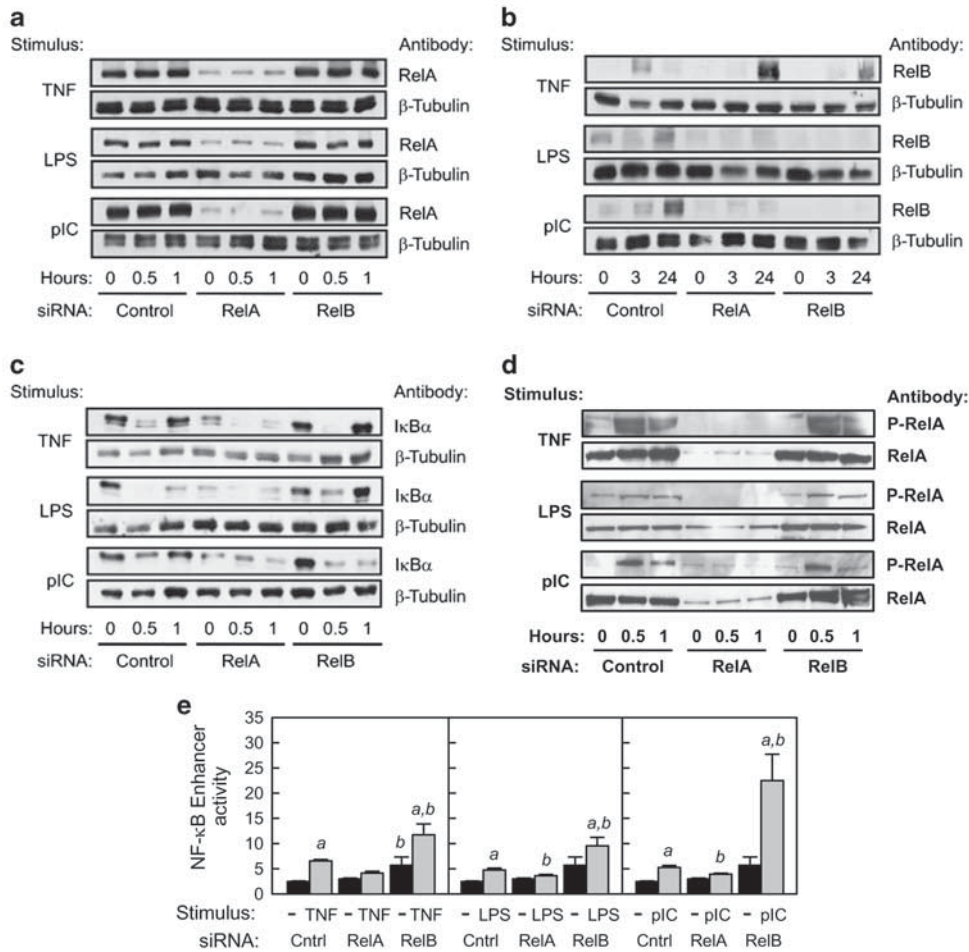 a
Stimulus: Antibody:
TNF
RelA
β-Tubulin
LPS
RelA
β-Tubulin
pIC
RelA
β-Tubulin
Hours: 0 0.5 1 0 0.5 1 0 0.5 1
siRNA: Control RelA RelB
b
Stimulus: Antibody:
TNF
RelB
β-Tubulin
LPS
RelB
β-Tubulin
pIC
RelB
β-Tubulin
Hours: 0 3 24 0 3 24 0 3 24
siRNA: Control RelA RelB
c
Stimulus: Antibody:
TNF
IκBα
β-Tubulin
LPS
IκBα
β-Tubulin
pIC
IκBα
β-Tubulin
Hours: 0 0.5 1 0 0.5 1 0 0.5 1
siRNA: Control RelA RelB
d
Stimulus: Antibody:
TNF
P-RelA
RelA
LPS
P-RelA
RelA
pIC
P-RelA
RelA
Hours: 0 0.5 1 0 0.5 1 0 0.5 1
siRNA: Control RelA RelB
e
NF-κB Enhancer
activity
35
30
25
20
15
10
5
0
a b a,b a b a,b a b a,b
Stimulus: – TNF – TNF – TNF – LPS – LPS – LPS – pIC – pIC – pIC
siRNA: Cntrl RelA RelB Cntrl RelA RelB Cntrl RelA RelB